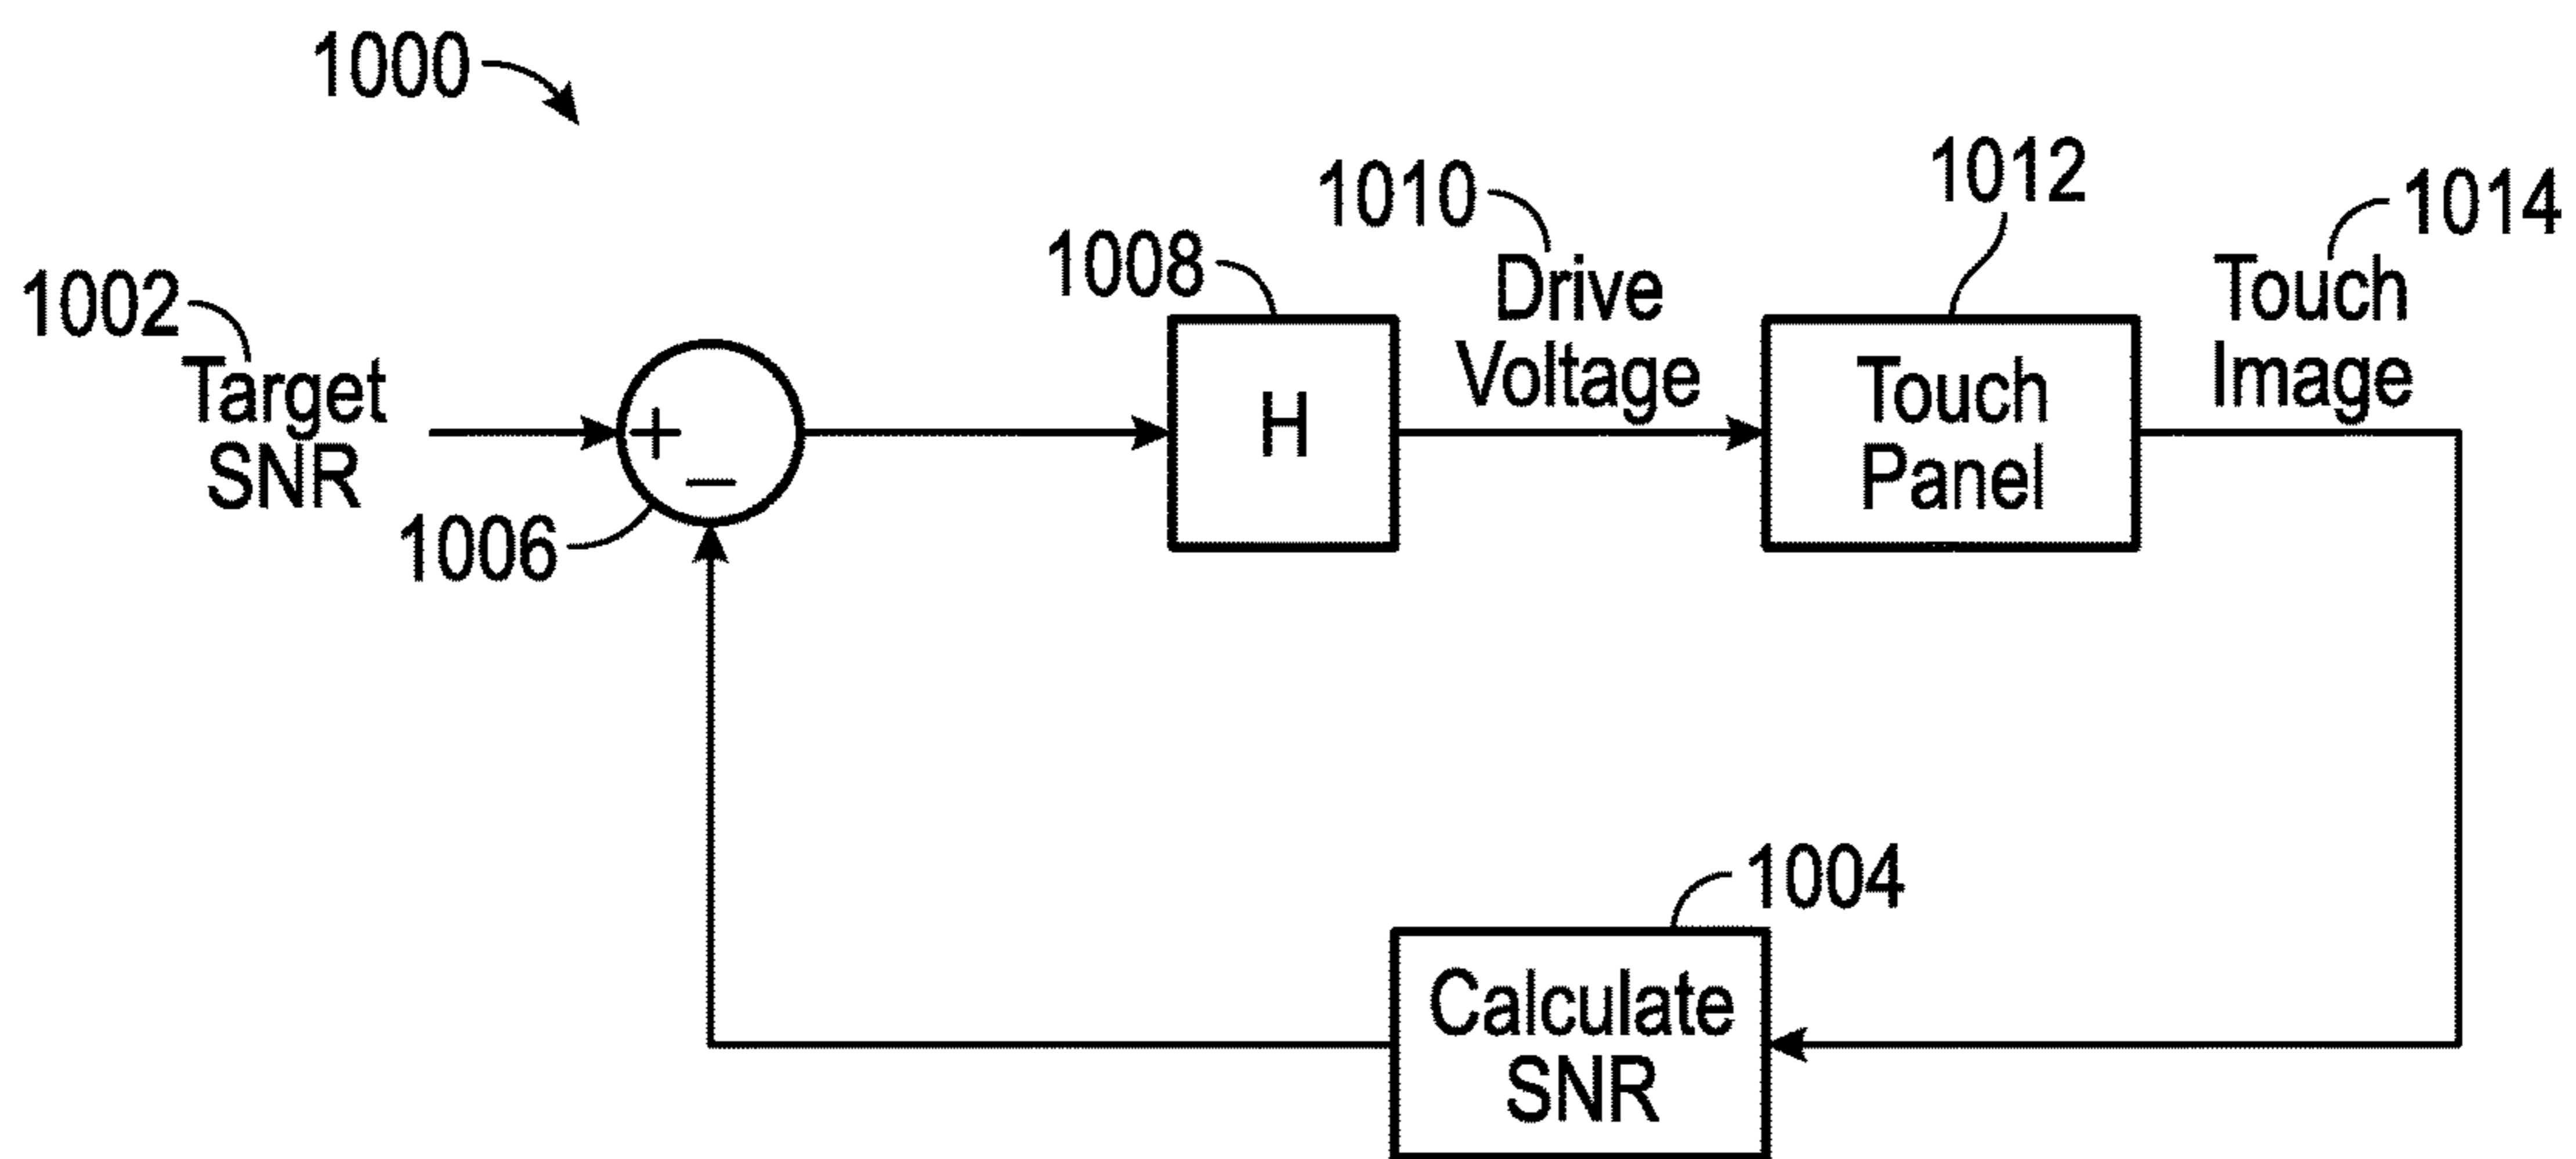 1000
1002
Target
SNR
+
−
1006
1008
H
1010
Drive
Voltage
1012
Touch
Panel
1014
Touch
Image
1004
Calculate
SNR